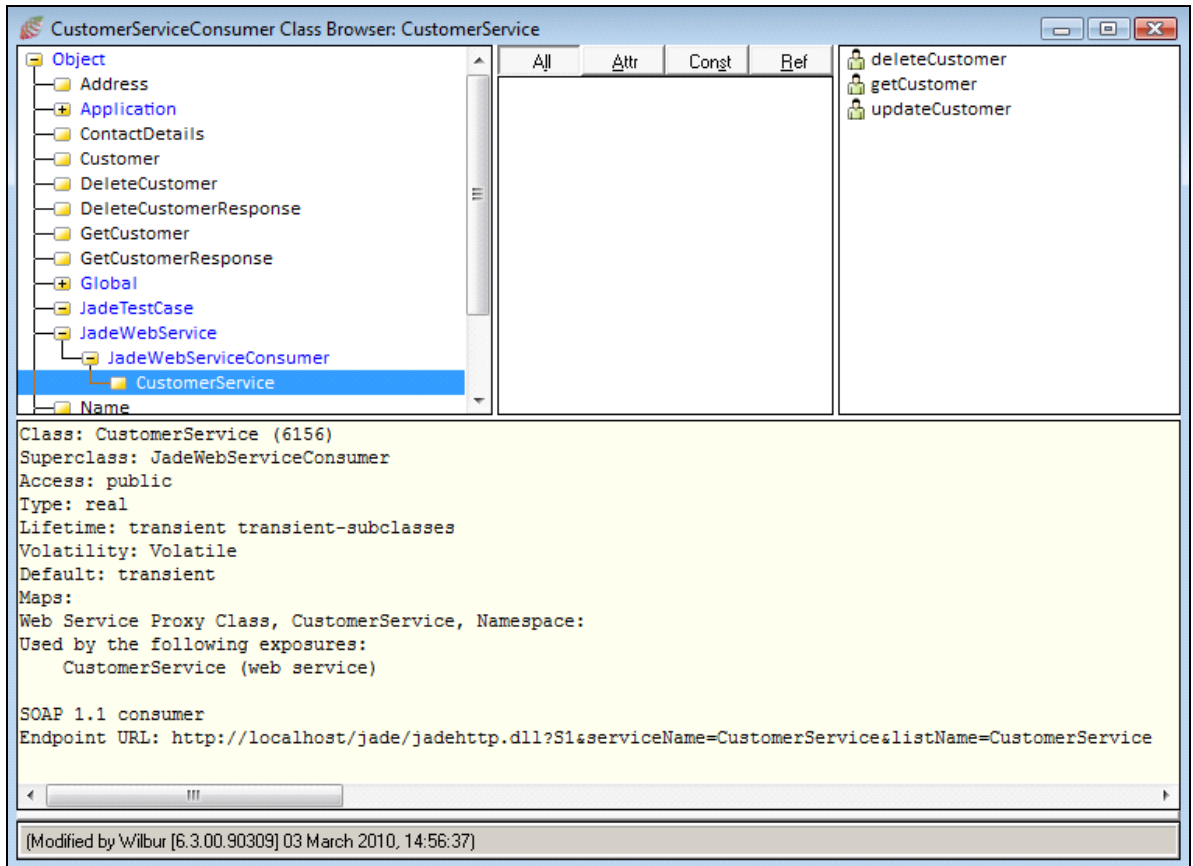 CustomerServiceConsumer Class Browser: CustomerService
Object
Address
Application
ContactDetails
Customer
DeleteCustomer
DeleteCustomerResponse
GetCustomer
GetCustomerResponse
Global
JadeTestCase
JadeWebService
JadeWebServiceConsumer
CustomerService
Name
All Attr Const Ref
deleteCustomer
getCustomer
updateCustomer
Class: CustomerService (6156)
Superclass: JadeWebServiceConsumer
Access: public
Type: real
Lifetime: transient transient-subclasses
Volatility: Volatile
Default: transient
Maps:
Web Service Proxy Class, CustomerService, Namespace:
Used by the following exposures:
CustomerService (web service)
SOAP 1.1 consumer
Endpoint URL: http://localhost/jade/jadehttp.dll?S1&serviceName=CustomerService&listName=CustomerService
(Modified by Wilbur [6.3.00.90309] 03 March 2010, 14:56:37)